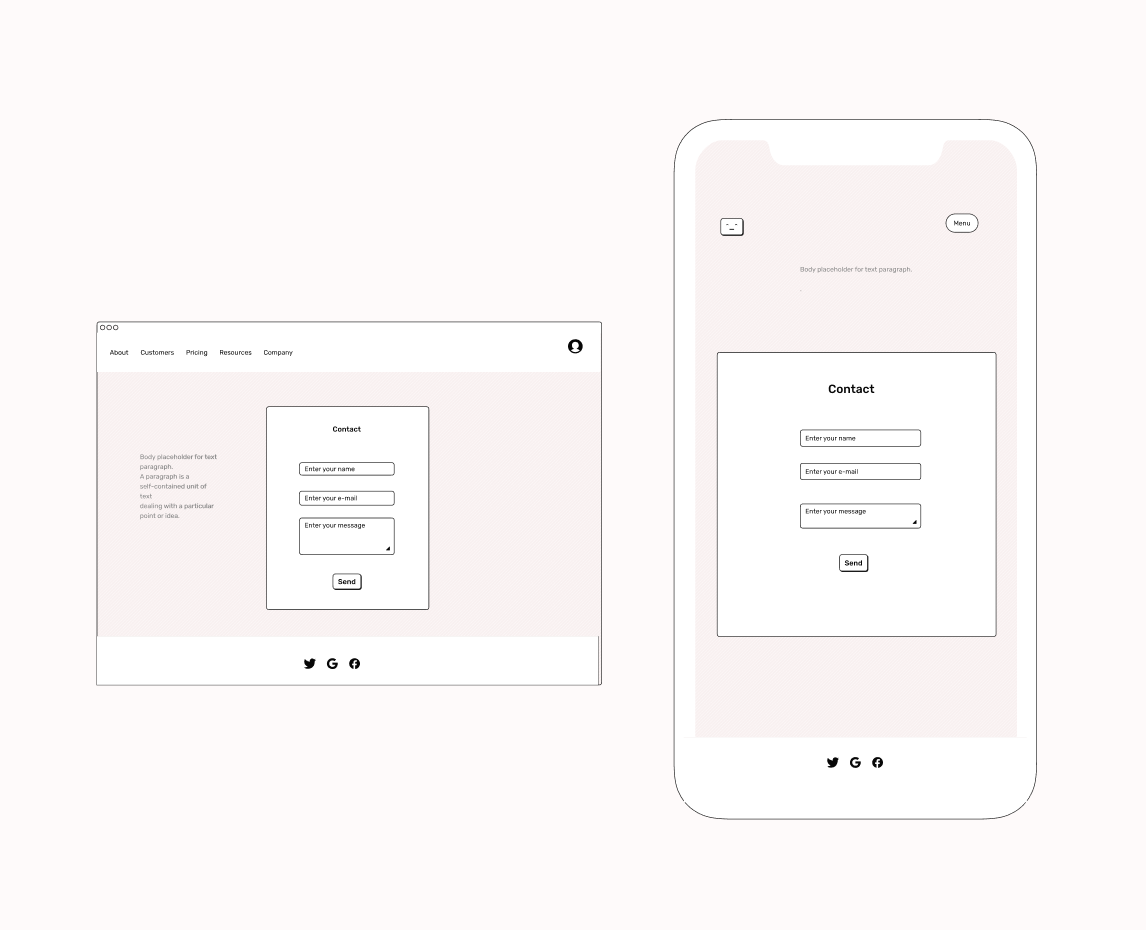 About Customers Pricing Resources Company
Body placeholder for text
paragraph.
A paragraph is a
self-contained unit of
text
dealing with a particular
point or idea.
Contact
Enter your name
Enter your e-mail
Enter your message
Send
Menu
Body placeholder for text paragraph.
.
Contact
Enter your name
Enter your e-mail
Enter your message
Send